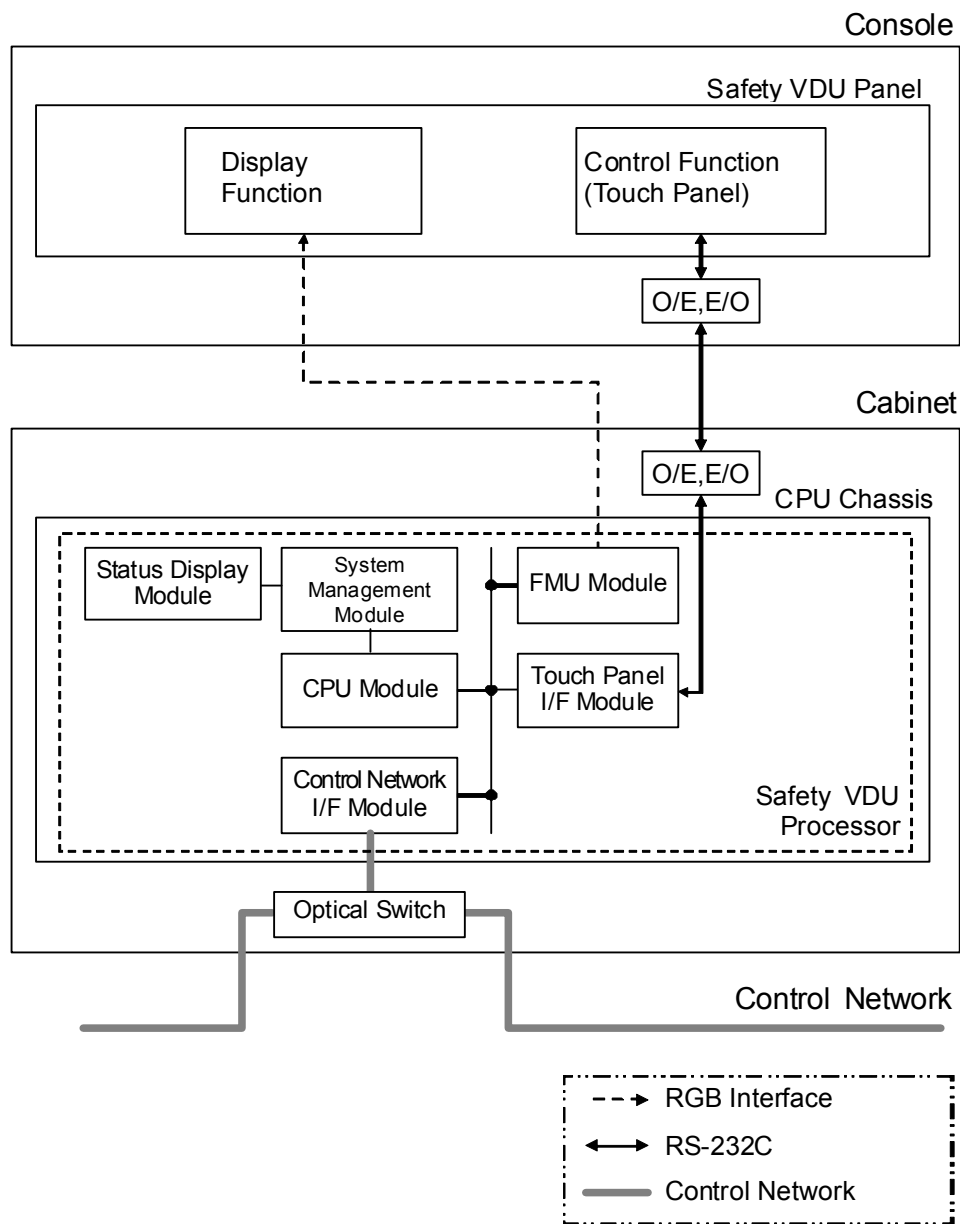 Console
Safety VDU Panel
Display
Function
Control Function
(Touch Panel)
O/E,E/O
Cabinet
O/E,E/O
CPU Chassis
Status Display
Module
System
Management
Module
FMU Module
CPU Module
Touch Panel
I/F Module
Control Network
I/F Module
Safety VDU
Processor
Optical Switch
Control Network
RGB Interface
RS-232C
Control Network